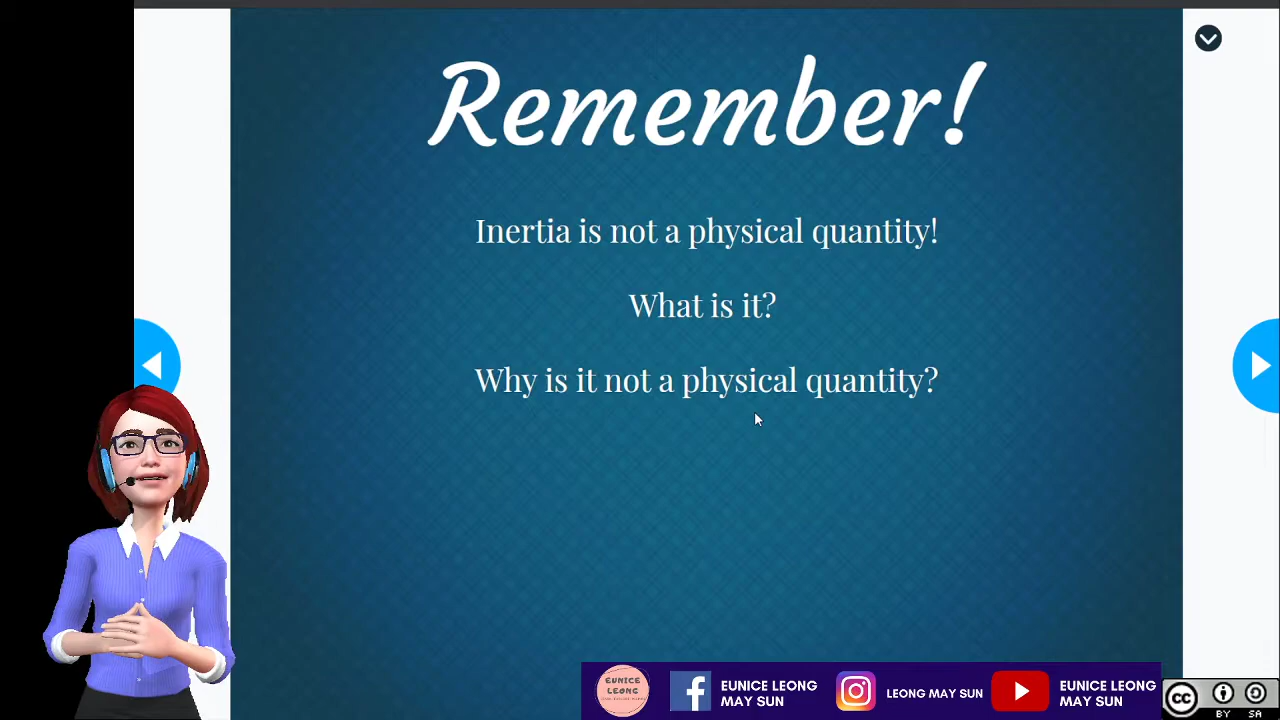 Remember!
Inertia is not a physical quantity!
What is it?
Why is it not a physical quantity?
EUNICE
LEONG
EUNICE LEONG
MAY SUN
LEONG MAY SUN
EUNICE LEONG
MAY SUN
cc
BY SA